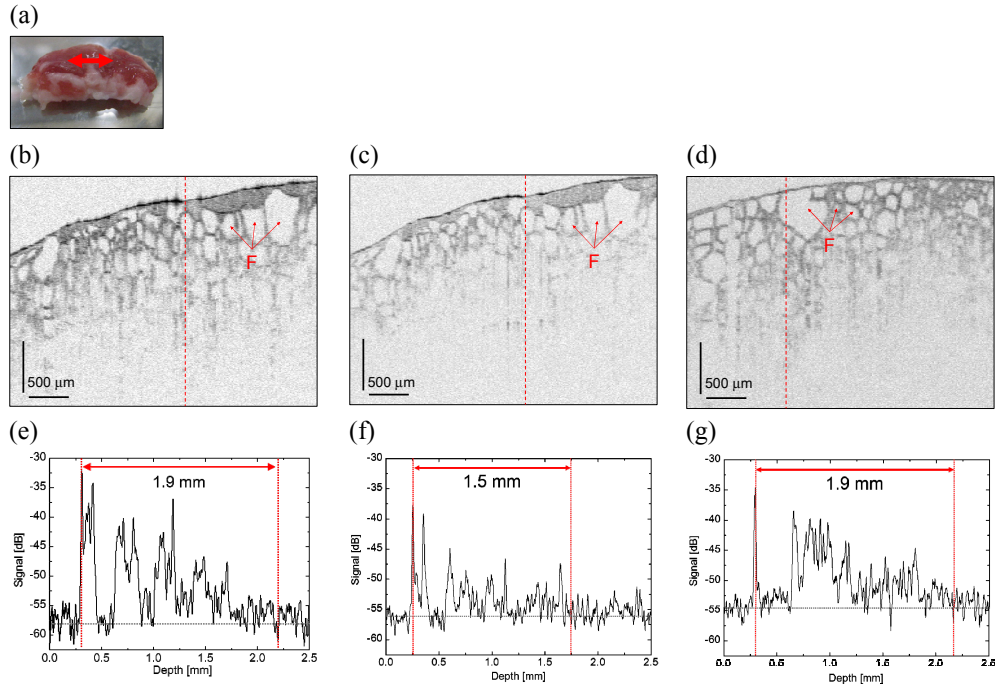 (a)
(b)
(c)
(d)
F
F
F
500 µm
500 µm
500 µm
(e)
(f)
(g)
-30
-35
-40
-45
-50
-55
-60
Signal [dB]
1.9 mm
0.0 0.5 1.0 1.5 2.0 2.5
Depth [mm]
-30
-35
-40
-45
-50
-55
-60
Signal [dB]
1.5 mm
0.0 0.5 1.0 1.5 2.0 2.5
Depth [mm]
-30
-35
-40
-45
-50
-55
-60
Signal [dB]
1.9 mm
0.0 0.5 1.0 1.5 2.0 2.5
Depth [mm]